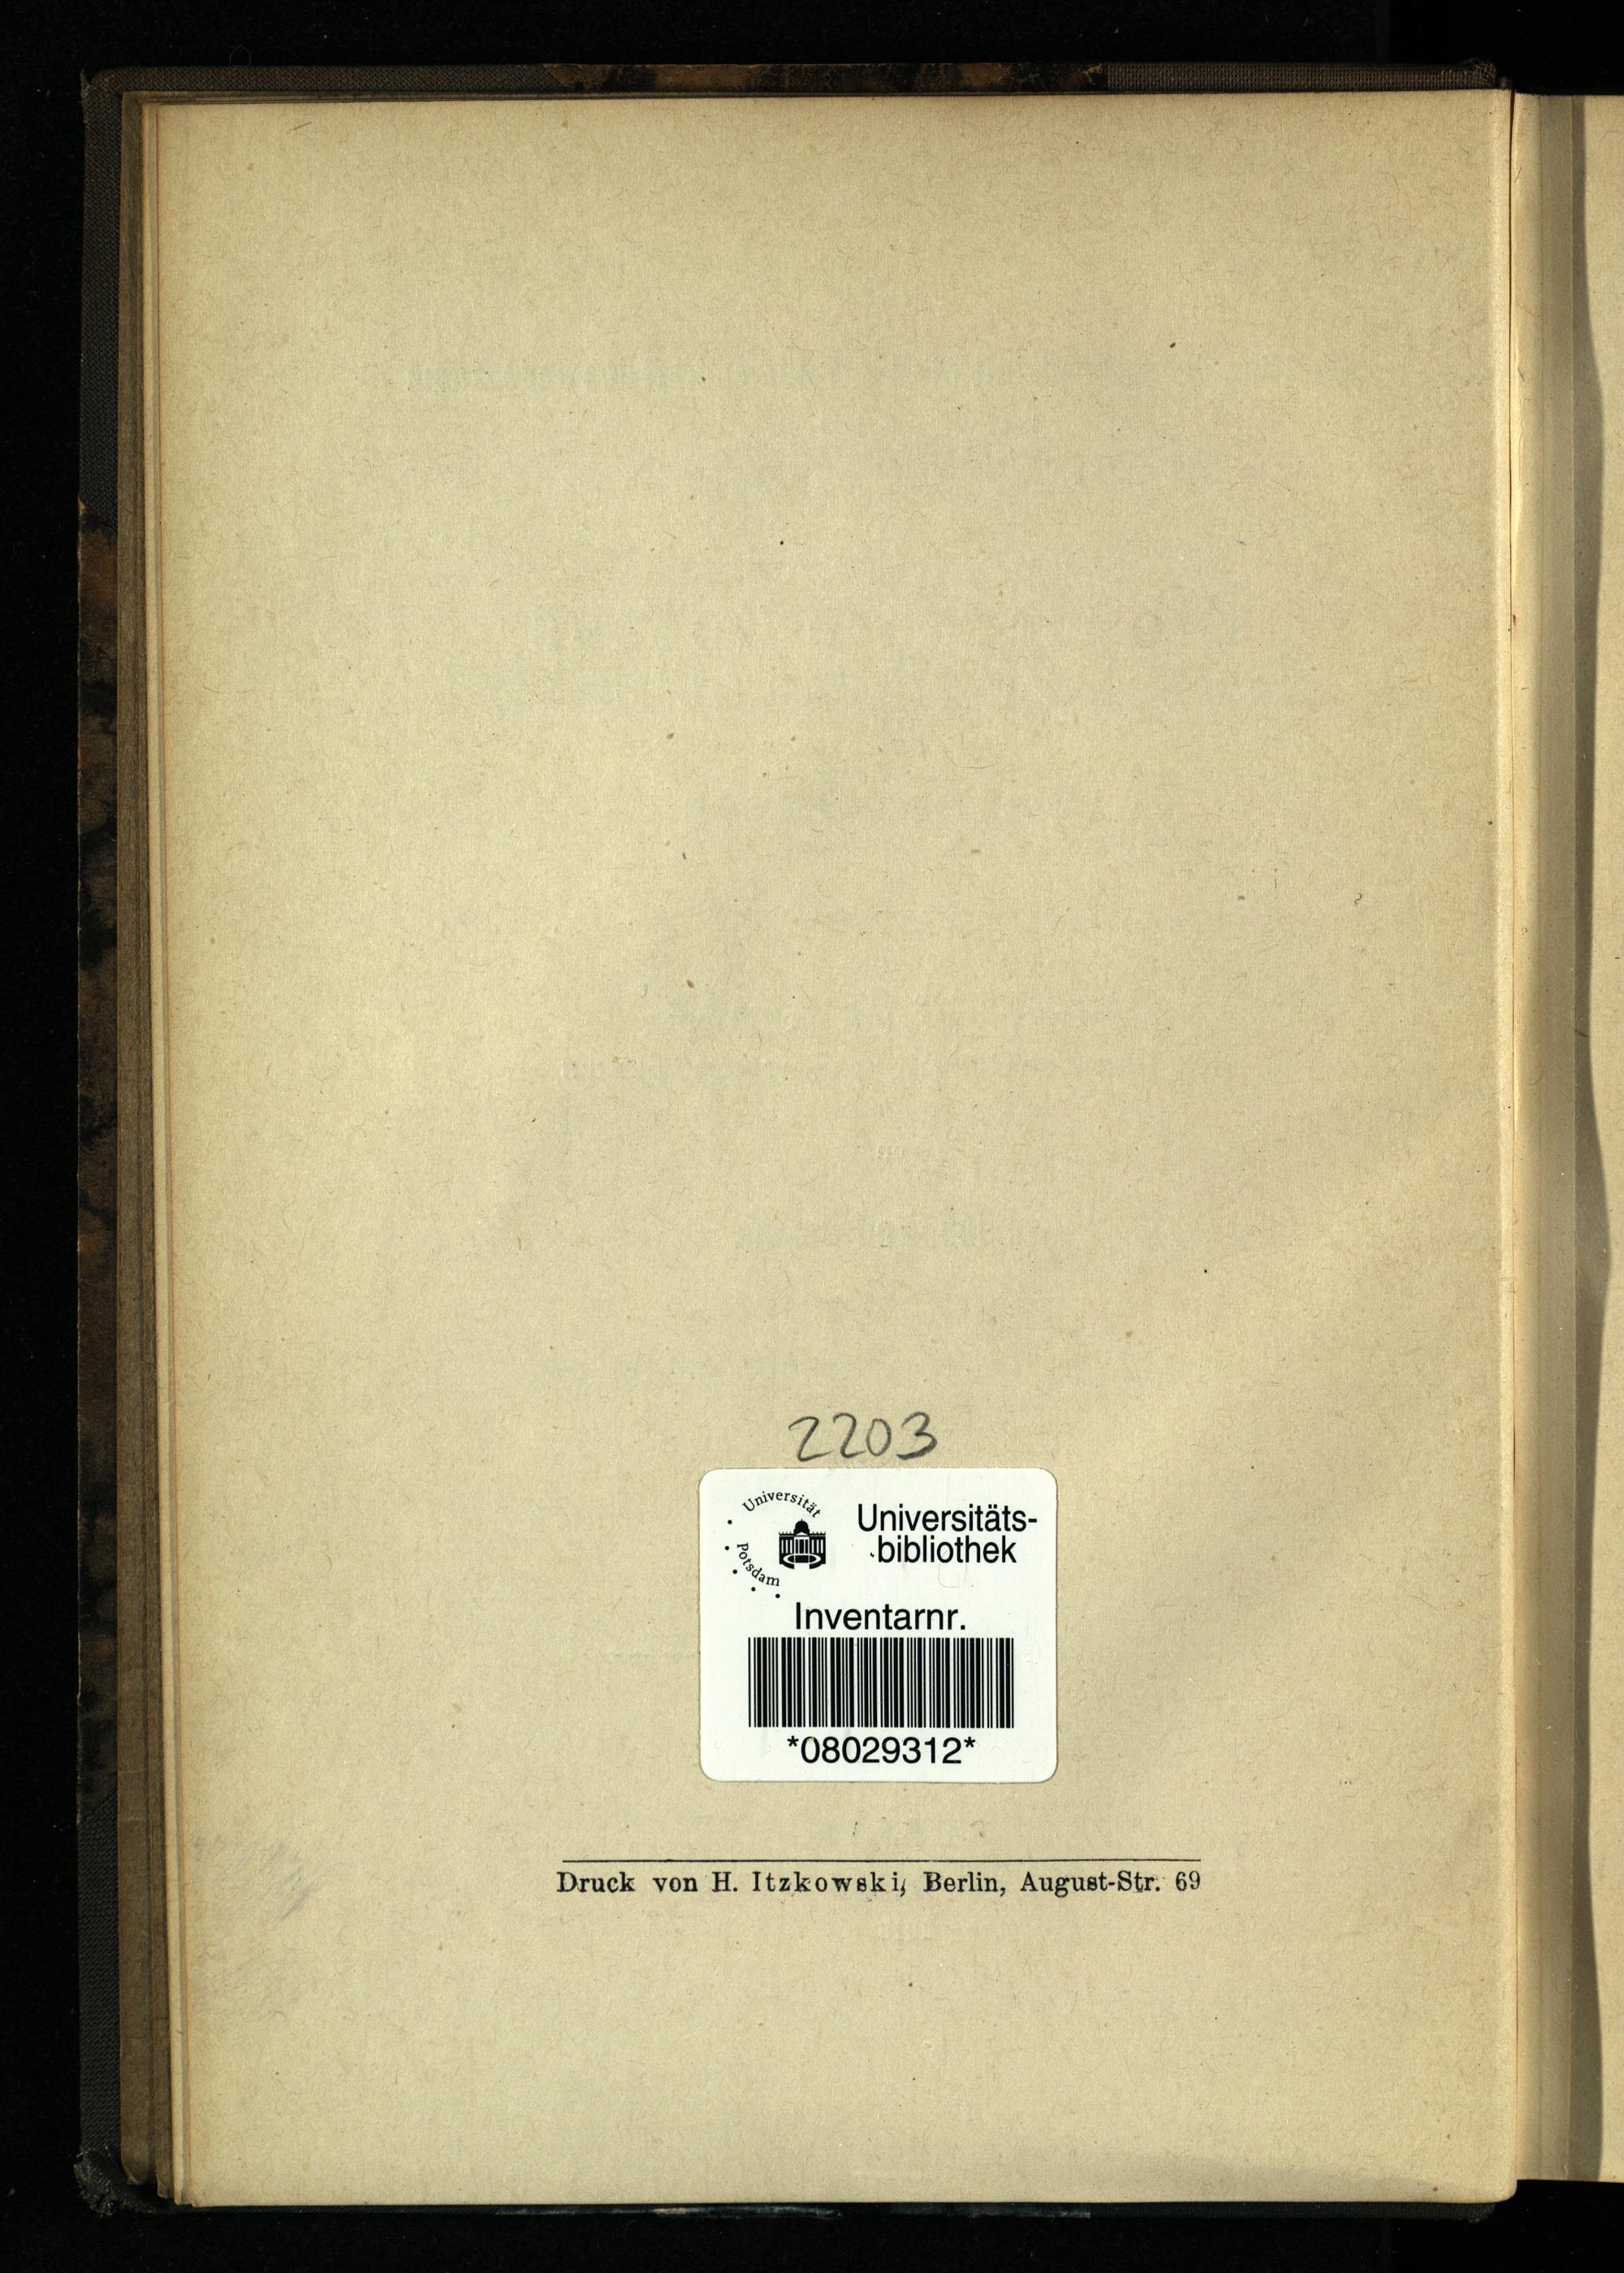 2203
Universität
Potsdam
Universitäts-
bibliothek
Inventarnr.
*08029312*
Druck von H. Itzkowski, Berlin, August-Str. 69